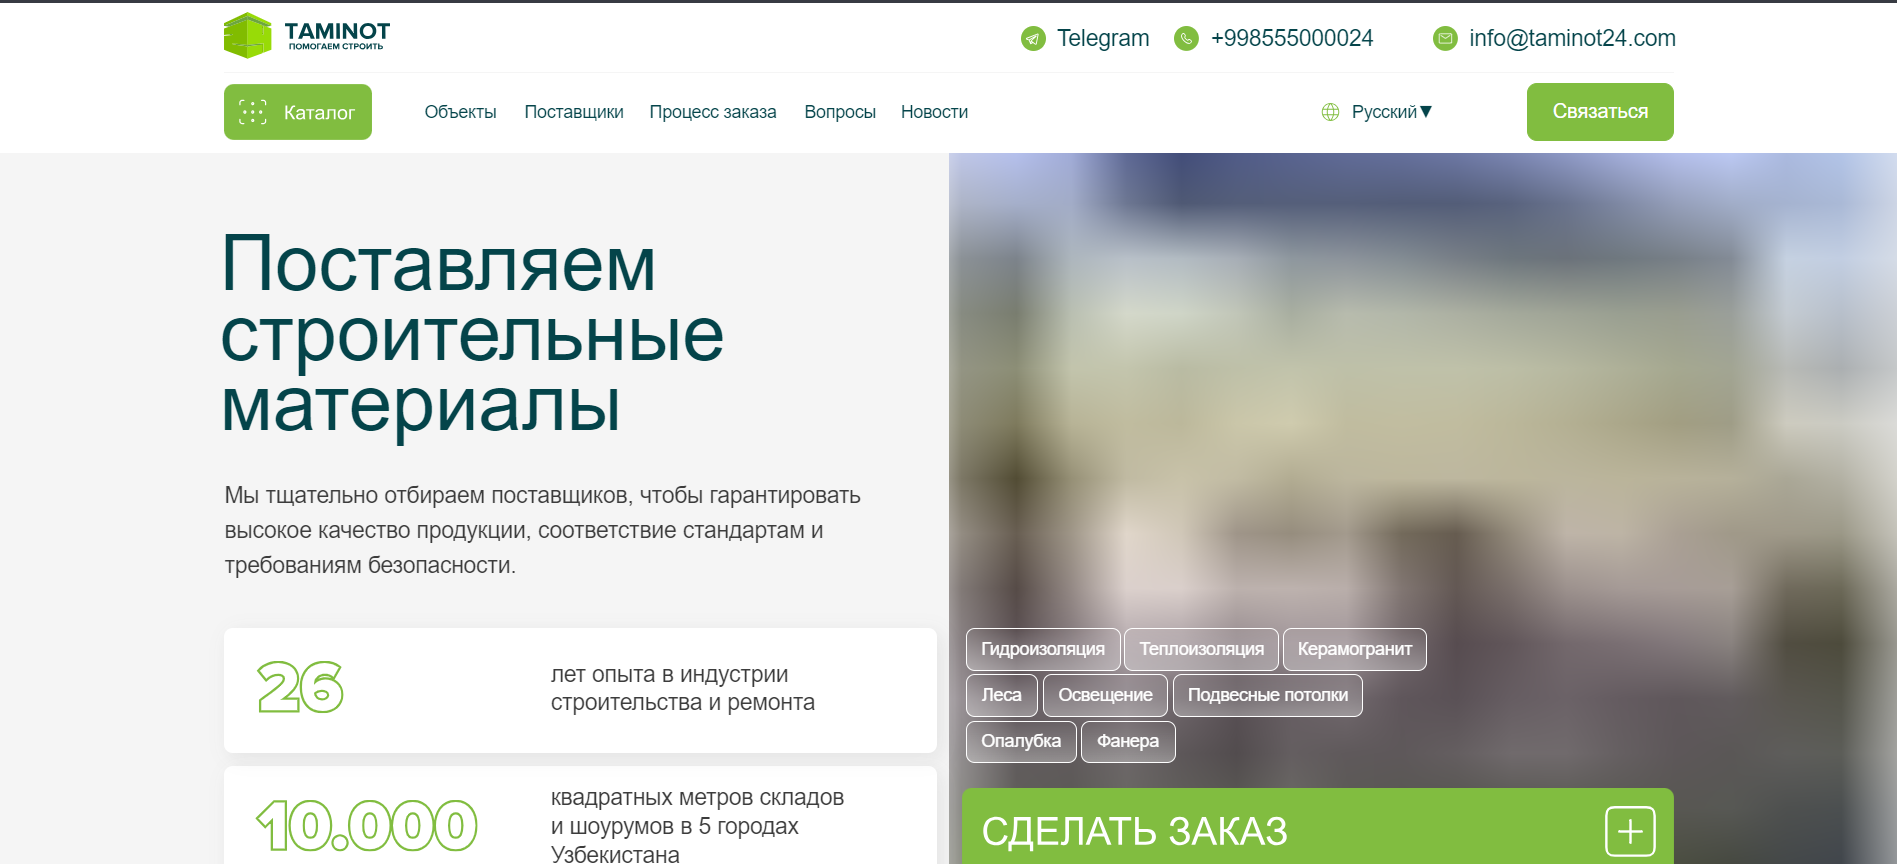 TAMINOT
ПОМОГАЕМ СТРОИТЬ
Telegram
+998555000024
info@taminot24.com
Каталог
Объекты
Поставщики
Процесс заказа
Вопросы
Новости
Русский▼
Связаться
Поставляем
строительные
материалы
Мы тщательно отбираем поставщиков, чтобы гарантировать
высокое качество продукции, соответствие стандартам и
требованиям безопасности.
26
лет опыта в индустрии
строительства и ремонта
10.000
квадратных метров складов
и шоурумов в 5 городах
Узбекистана
Гидроизоляция
Теплоизоляция
Керамогранит
Леса
Освещение
Подвесные потолки
Опалубка
Фанера
СДЕЛАТЬ ЗАКАЗ